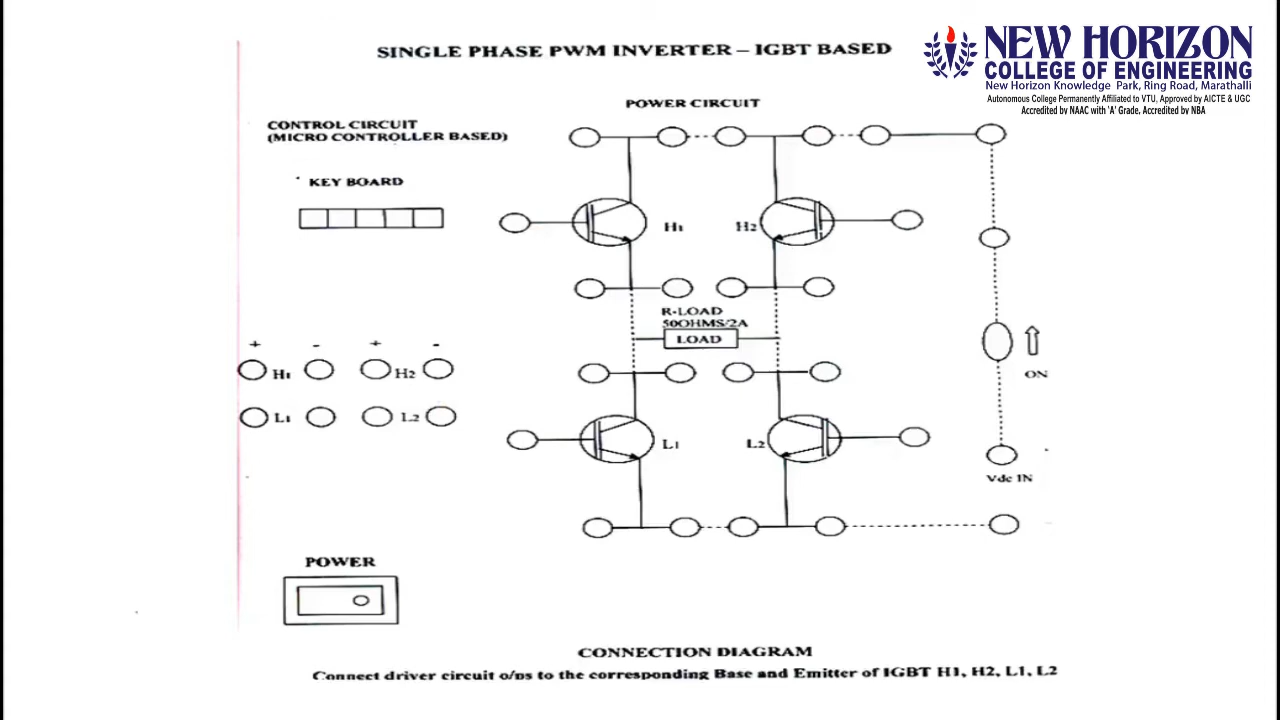 SINGLE PHASE PWM INVERTER – IGBT BASED
NEW HORIZON
COLLEGE OF ENGINEERING
New Horizon Knowledge Park, Ring Road, Marathalli
Autonomous College Permanently Affiliated to VTU, Approved by AICTE & UGC
Accredited by NAAC with 'A' Grade, Accredited by NBA
POWER CIRCUIT
CONTROL CIRCUIT
(MICRO CONTROLLER BASED)
KEY BOARD
H1 H2
R-LOAD
50OHMS/2A
LOAD
+ - + -
H1 H2
ON
L1 L2
L1 L2
Vdc IN
POWER
CONNECTION DIAGRAM
Connect driver circuit o/ps to the corresponding Base and Emitter of IGBT H1, H2, L1, L2